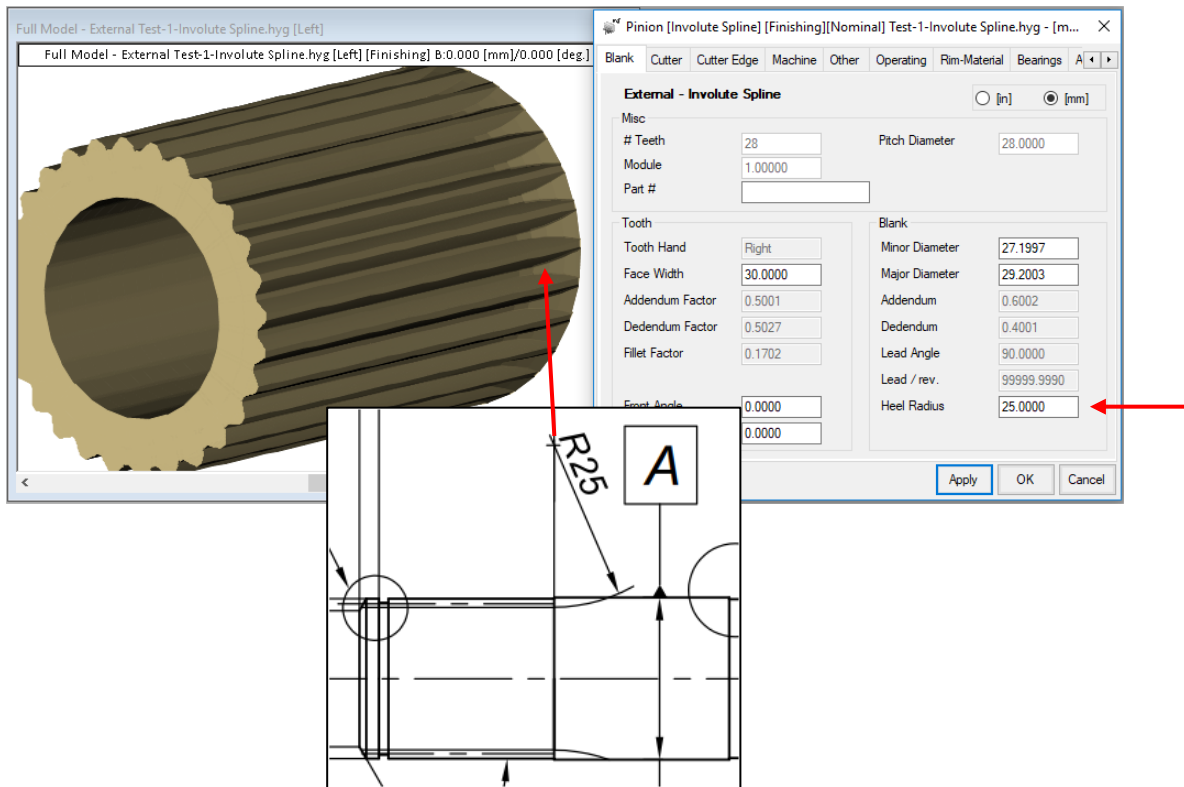 Full Model - External Test-1-Involute Spline.hyg [Left]
Full Model - External Test-1-Involute Spline.hyg [Left] [Finishing] B:0.000 [mm]/0.000 [deg.]
Pinion [Involute Spline] [Finishing][Nominal] Test-1-Involute Spline.hyg - [m...
Blank Cutter Cutter Edge Machine Other Operating Rim-Material Bearings A
External - Involute Spline
[in] [mm]
Misc
# Teeth 28 Pitch Diameter 28.0000
Module 1.00000
Part #
Tooth Blank
Tooth Hand Right Minor Diameter 27.1997
Face Width 30.0000 Major Diameter 29.2003
Addendum Factor 0.5001 Addendum 0.6002
Dedendum Factor 0.5027 Dedendum 0.4001
Fillet Factor 0.1702 Lead Angle 90.0000
Lead / rev. 99999.9990
Front Angle 0.0000 Heel Radius 25.0000
0.0000
Apply OK Cancel
R25
A